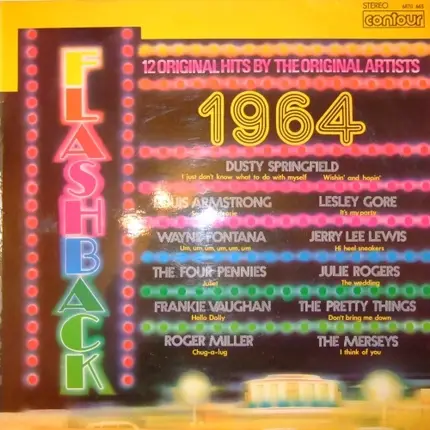 STEREO
contour
12 ORIGINAL HITS BY THE ORIGINAL ARTISTS
FLASHBACK
1964
DUSTY SPRINGFIELD
I just don't know what to do with myself Wishin' and hopin'
ARMSTRONG LESLEY GORE
It's my party
WAYNE FONTANA JERRY LEE LEWIS
Um, um, um, um, um, um Hi heel sneakers
THE FOUR PENNIES JULIE ROGERS
Juliet The wedding
FRANKIE VAUGHAN THE PRETTY THINGS
Hello Dolly Don't bring me down
ROGER MILLER THE MERSEYS
Chug-a-lug I think of you